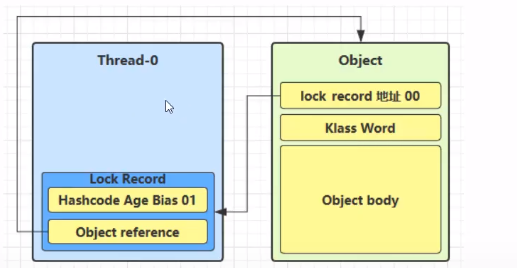 Thread-0
Lock Record
Hashcode Age Bias 01
Object reference
Object
lock record 地址 00
Klass Word
Object body